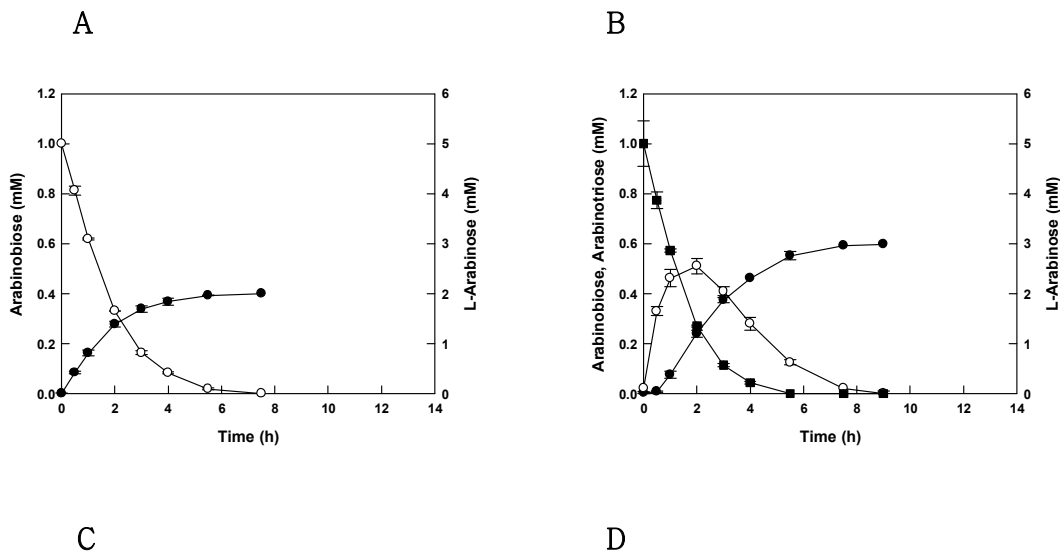 A
B
1.2
1.0
0.8
0.6
0.4
0.2
0.0
Arabinobiose (mM)
6
5
4
3
2
1
0
L-Arabinose (mM)
0 2 4 6 8 10 12 14
Time (h)
1.2
1.0
0.8
0.6
0.4
0.2
0.0
Arabinobiose, Arabinotriose (mM)
6
5
4
3
2
1
0
L-Arabinose (mM)
0 2 4 6 8 10 12 14
Time (h)
C
D